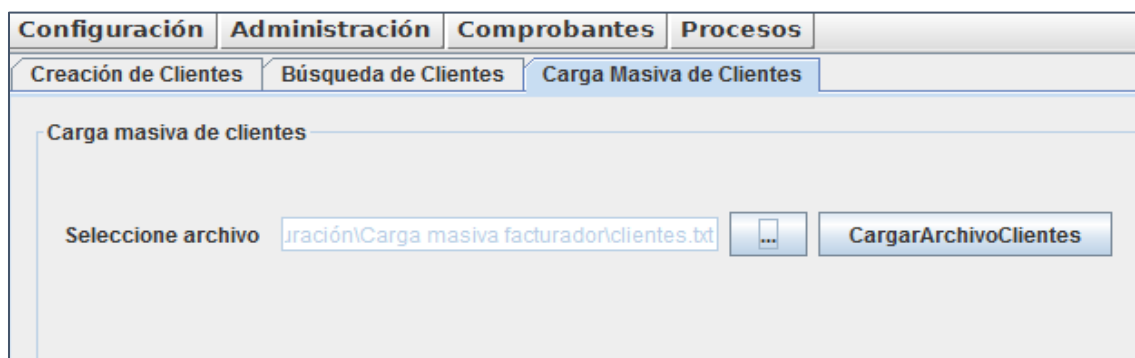 Configuración Administración Comprobantes Procesos
Creación de Clientes Búsqueda de Clientes Carga Masiva de Clientes
Carga masiva de clientes
Seleccione archivo uración\Carga masiva facturador\clientes.txt ... CargarArchivoClientes